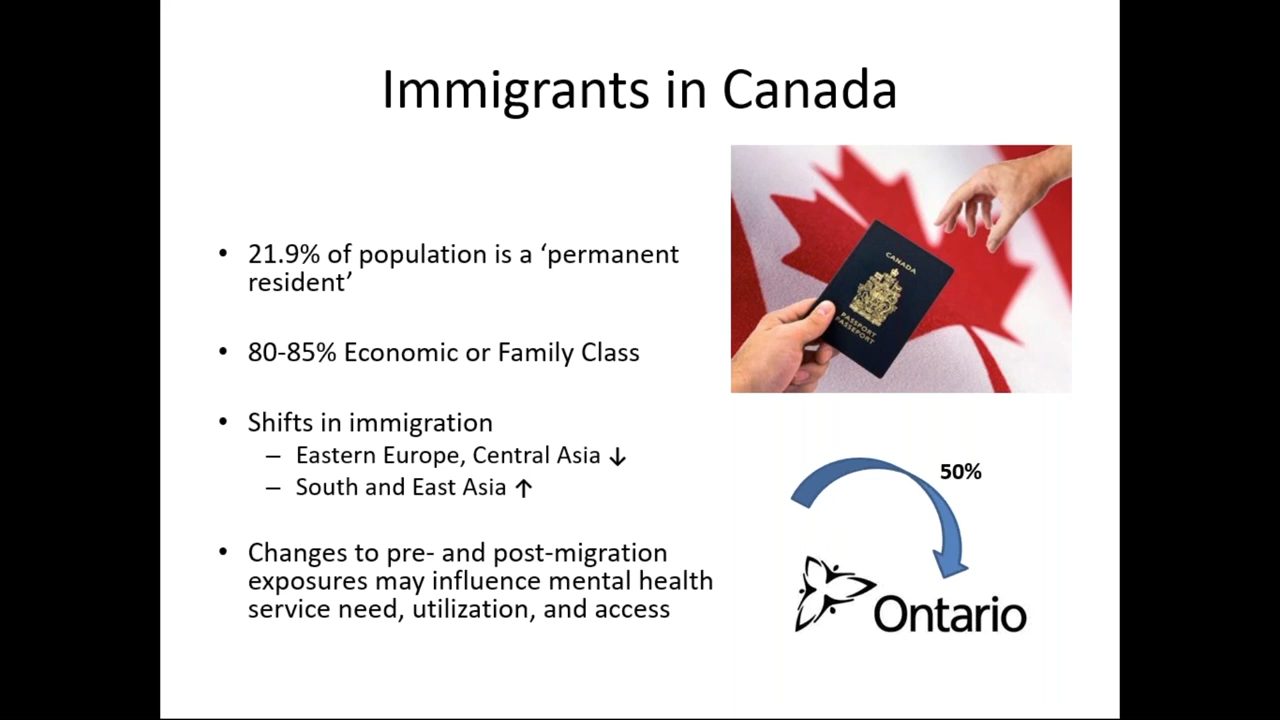 Immigrants in Canada
• 21.9% of population is a ‘permanent
resident’
• 80-85% Economic or Family Class
• Shifts in immigration
– Eastern Europe, Central Asia ↓
– South and East Asia ↑
• Changes to pre- and post-migration
exposures may influence mental health
service need, utilization, and access
CANADA
PASSPORT
PASSEPORT
50%
Ontario